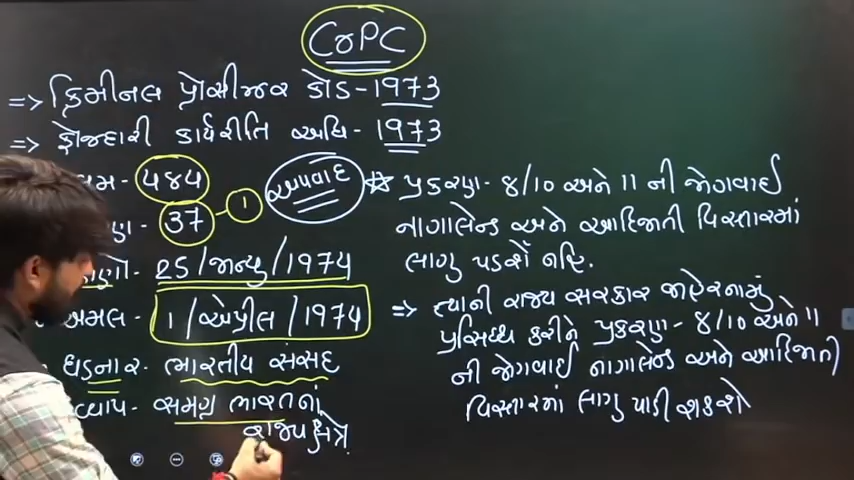 CrPC
=> ક્રિમીનલ પ્રોસીજર કોડ-1973
=> ફોજદારી કાર્યરીતિ અધિ-1973
484
37 - 1
અપવાદ
25/જાન્યુ/1974
અમલ- 1/એપ્રીલ/1974
ઘડનાર- ભારતીય સંસદ
વ્યાપ- સમગ્ર ભારતનાં
રાજ્યક્ષેત્રે
* પ્રકરણ- 8/10 અને 11 ની જોગવાઈ
નાગાલેન્ડ અને આદિજાતી વિસ્તારમાં
લાગુ પડશે નહિ.
=> ત્યાની રાજ્ય સરકાર જાહેરનામું
પ્રસિધ્ધ કરીને પ્રકરણ- 8/10 અને 11
ની જોગવાઈ નાગાલેન્ડ અને આદિજાતી
વિસ્તારમાં લાગુ પાડી શકશે